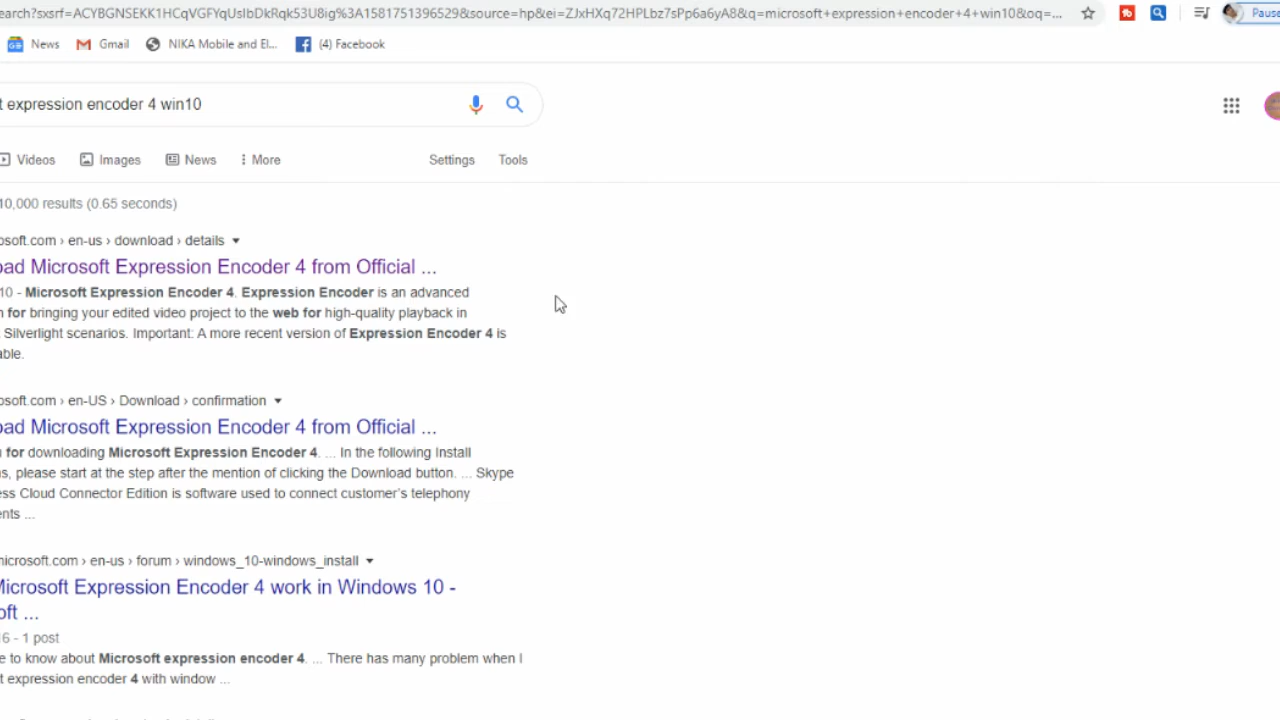 earch?sxsrf=ACYBGNSEKK1HCqVGFYqUsIbDkRqk53U8ig%3A1581751396529&source=hp&ei=ZJxHXq72HPLbz7sPp6a6yA8&q=microsoft+expression+encoder+4+win10&oq=...
Paus
News Gmail NIKA Mobile and El... (4) Facebook
t expression encoder 4 win10
Videos Images News More Settings Tools
10,000 results (0.65 seconds)
osoft.com › en-us › download › details
oad Microsoft Expression Encoder 4 from Official ...
10 - Microsoft Expression Encoder 4. Expression Encoder is an advanced
n for bringing your edited video project to the web for high-quality playback in
Silverlight scenarios. Important: A more recent version of Expression Encoder 4 is
able.
osoft.com › en-US › Download › confirmation
oad Microsoft Expression Encoder 4 from Official ...
for downloading Microsoft Expression Encoder 4. ... In the following Install
ns, please start at the step after the mention of clicking the Download button. ... Skype
ess Cloud Connector Edition is software used to connect customer's telephony
ents ...
microsoft.com › en-us › forum › windows_10-windows_install
Microsoft Expression Encoder 4 work in Windows 10 -
oft ...
16 - 1 post
e to know about Microsoft expression encoder 4. ... There has many problem when I
t expression encoder 4 with window ...